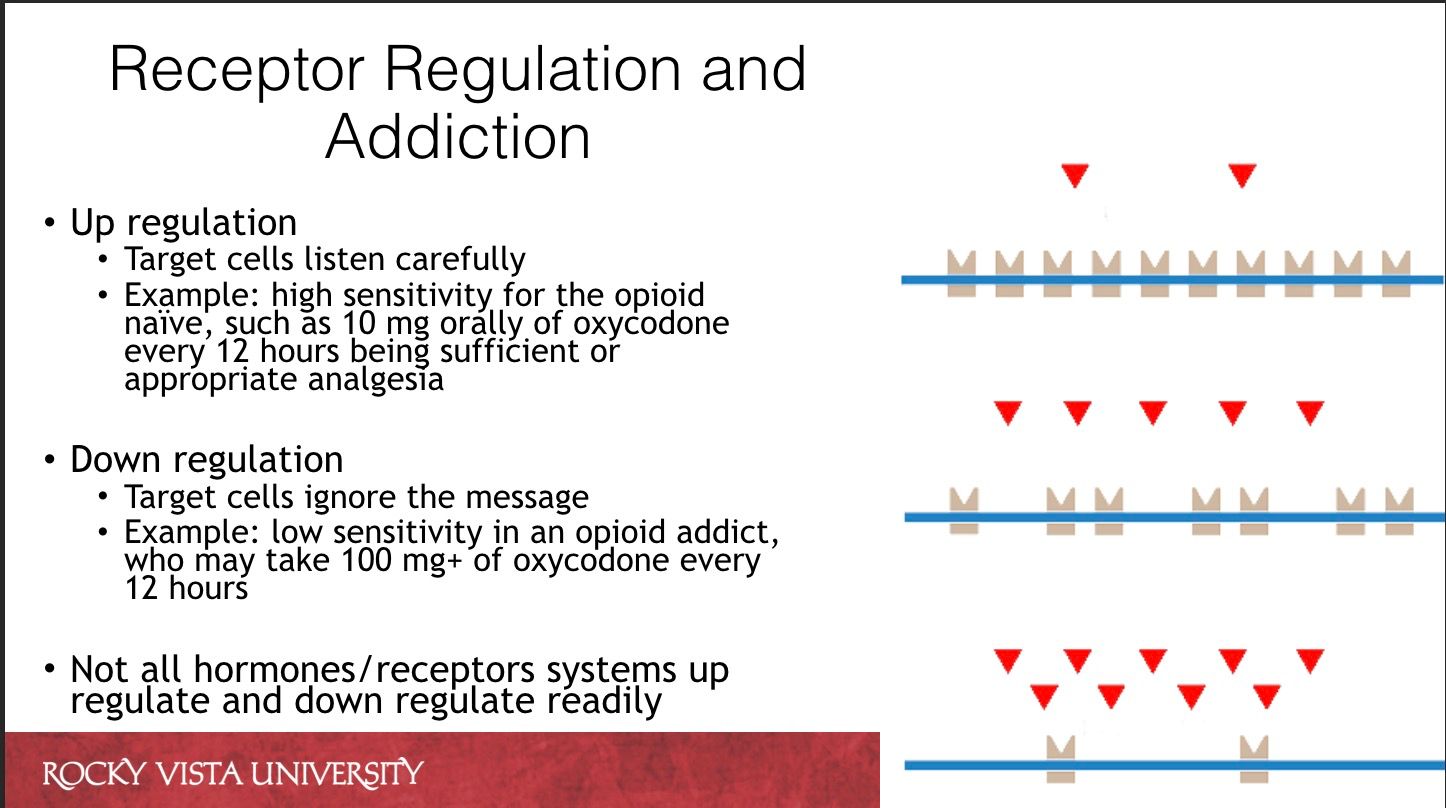 Receptor Regulation and
Addiction
• Up regulation
• Target cells listen carefully
• Example: high sensitivity for the opioid
naïve, such as 10 mg orally of oxycodone
every 12 hours being sufficient or
appropriate analgesia
• Down regulation
• Target cells ignore the message
• Example: low sensitivity in an opioid addict,
who may take 100 mg+ of oxycodone every
12 hours
• Not all hormones/receptors systems up
regulate and down regulate readily
ROCKY VISTA UNIVERSITY